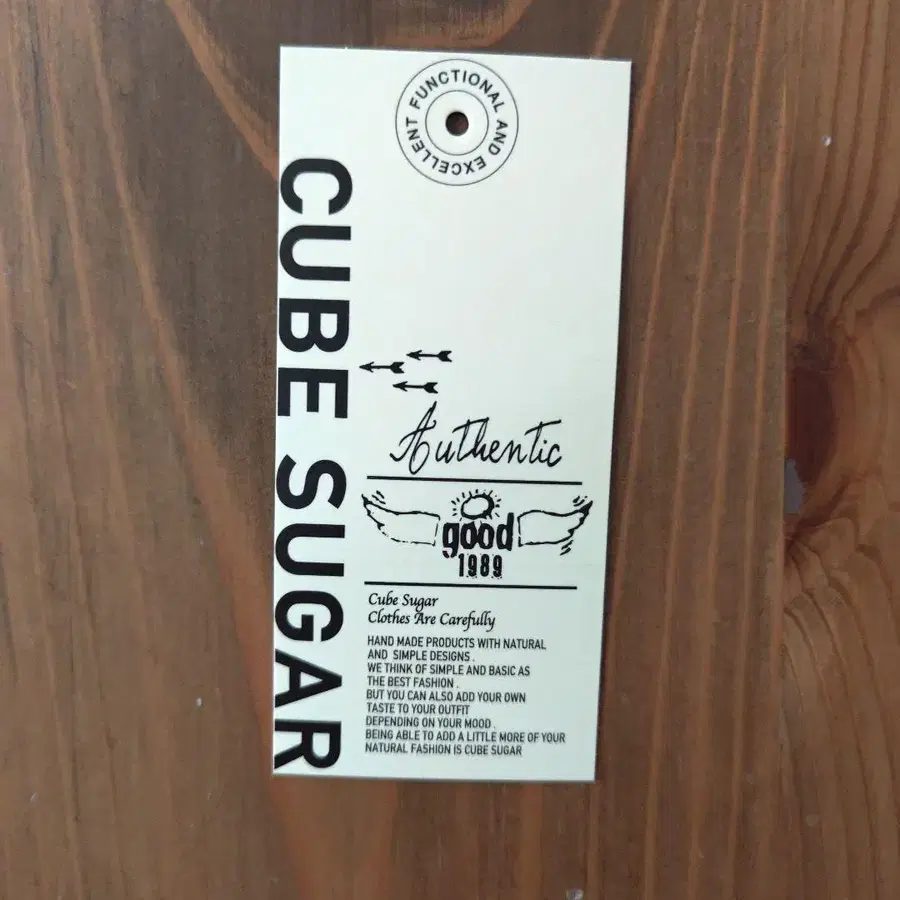 FUNCTIONAL AND EXCELLENT
CUBE SUGAR
Authentic
good
1989
Cube Sugar
Clothes Are Carefully
HAND MADE PRODUCTS WITH NATURAL
AND SIMPLE DESIGNS .
WE THINK OF SIMPLE AND BASIC AS
THE BEST FASHION .
BUT YOU CAN ALSO ADD YOUR OWN
TASTE TO YOUR OUTFIT
DEPENDING ON YOUR MOOD .
BEING ABLE TO ADD A LITTLE MORE OF YOUR
NATURAL FASHION IS CUBE SUGAR